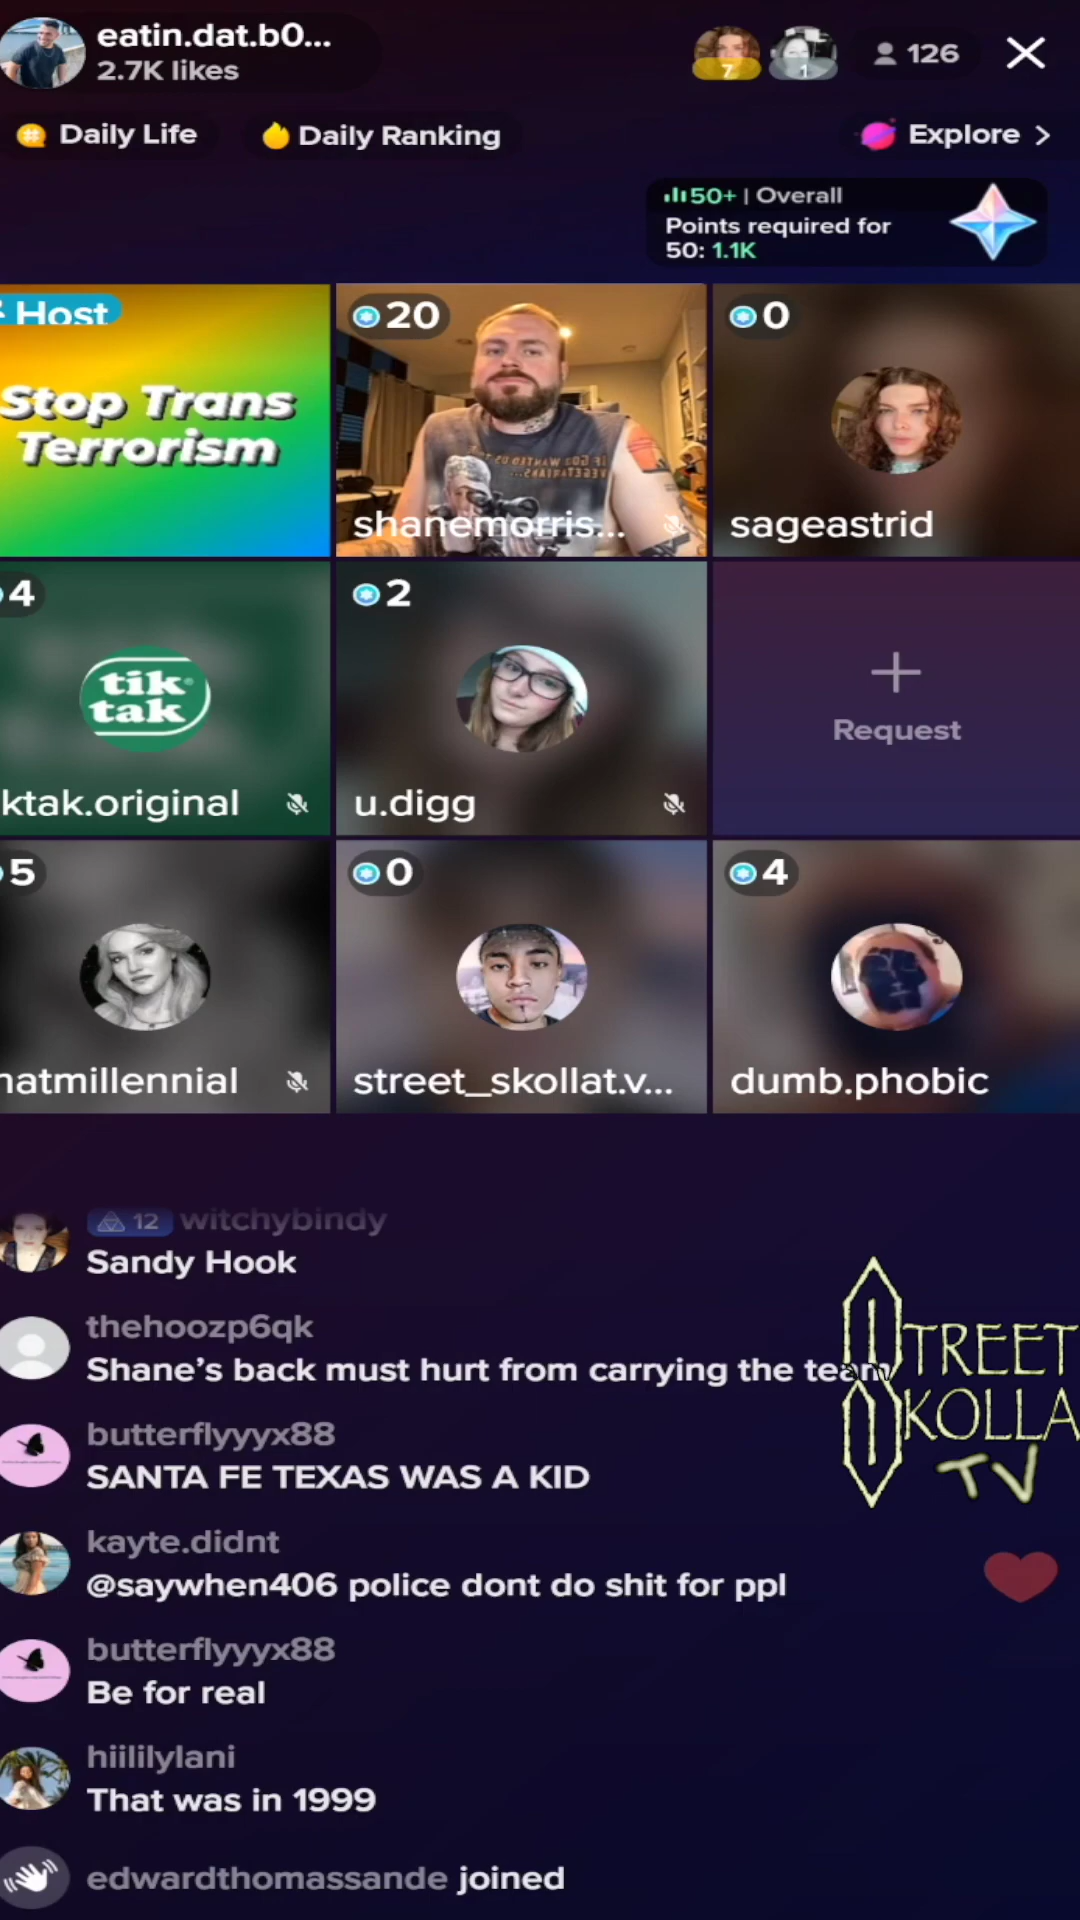 eatin.dat.b0...
2.7K likes
7
1
126
Daily Life
Daily Ranking
Explore >
50+ | Overall
Points required for
50: 1.1K
Host
Stop Trans
Terrorism
20
shanemorris...
0
sageastrid
4
tik
tak
ktak.original
2
u.digg
Request
5
hatmillennial
0
street_skollat.v...
4
dumb.phobic
12 witchybindy
Sandy Hook
thehoozp6qk
Shane's back must hurt from carrying the team
butterflyyyx88
SANTA FE TEXAS WAS A KID
kayte.didnt
@saywhen406 police dont do shit for ppl
butterflyyyx88
Be for real
hiililylani
That was in 1999
edwardthomassande joined
STREET
SKOLLA
TV